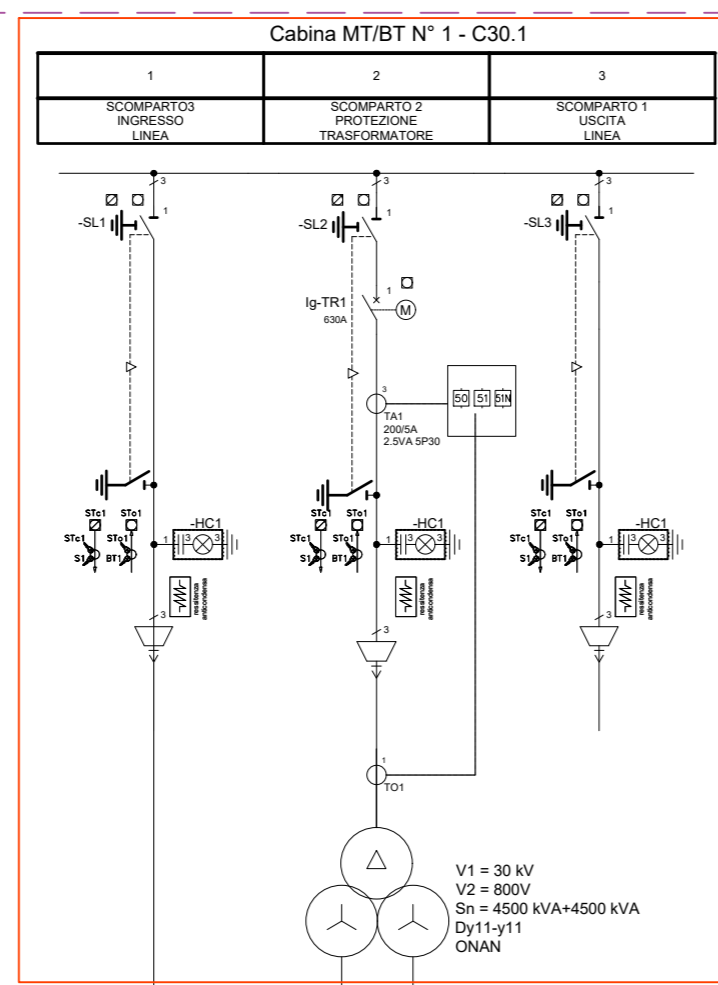 Cabina MT/BT N° 1 - C30.1
1
2
3
SCOMPARTO3
INGRESSO
LINEA
SCOMPARTO 2
PROTEZIONE
TRASFORMATORE
SCOMPARTO 1
USCITA
LINEA
3
3
3
1
1
1
-SL1
-SL2
-SL3
1
Ig-TR1
630A
M
3
50
51
51N
TA1
200/5A
2.5VA 5P30
STc1
STo1
-HC1
STc1
STo1
1
3
3
S1
BT1
STc1
STo1
-HC1
STc1
STo1
1
3
3
S1
BT1
STc1
STo1
-HC1
STc1
STo1
1
3
3
S1
BT1
ressitenza
anticondensa
ressitenza
anticondensa
ressitenza
anticondensa
3
3
3
1
TO1
V1 = 30 kV
V2 = 800V
Sn = 4500 kVA+4500 kVA
Dy11-y11
ONAN